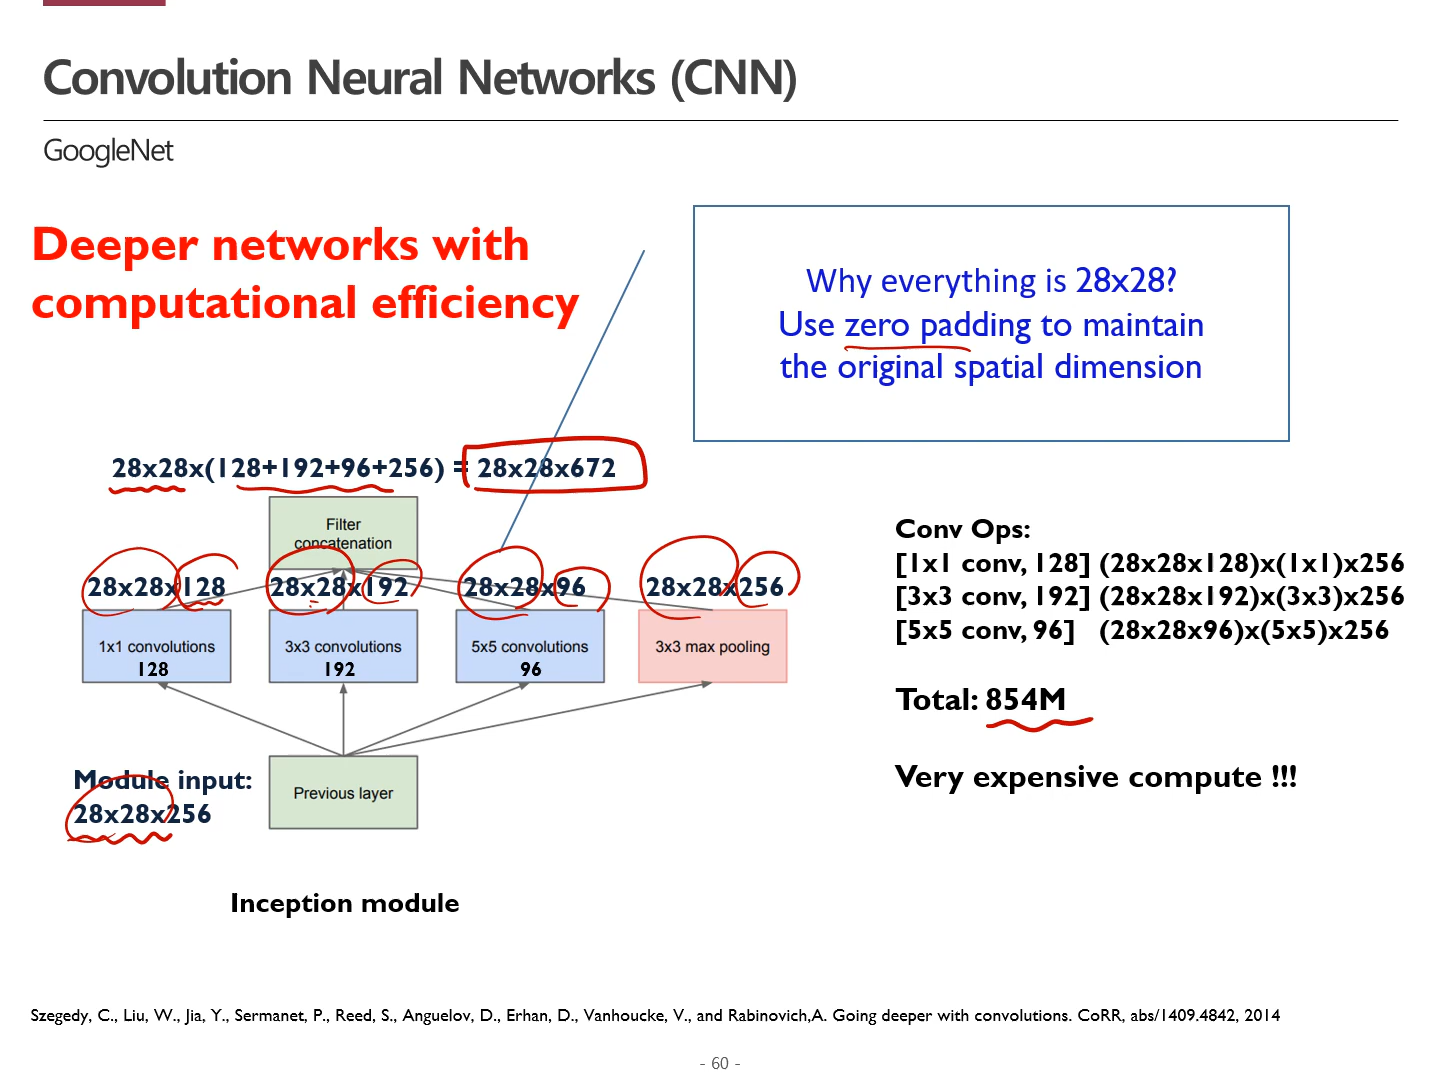 Convolution Neural Networks (CNN)
GoogleNet
Deeper networks with
computational efficiency
Why everything is 28x28?
Use zero padding to maintain
the original spatial dimension
28x28x(128+192+96+256) = 28x28x672
Filter
concatenation
28x28x128 28x28x192 28x28x96 28x28x256
1x1 convolutions 3x3 convolutions 5x5 convolutions 3x3 max pooling
128 192 96
Module input:
28x28x256
Previous layer
Inception module
Conv Ops:
[1x1 conv, 128] (28x28x128)x(1x1)x256
[3x3 conv, 192] (28x28x192)x(3x3)x256
[5x5 conv, 96] (28x28x96)x(5x5)x256
Total: 854M
Very expensive compute !!!
Szegedy, C., Liu, W., Jia, Y., Sermanet, P., Reed, S., Anguelov, D., Erhan, D., Vanhoucke, V., and Rabinovich,A. Going deeper with convolutions. CoRR, abs/1409.4842, 2014
- 60 -